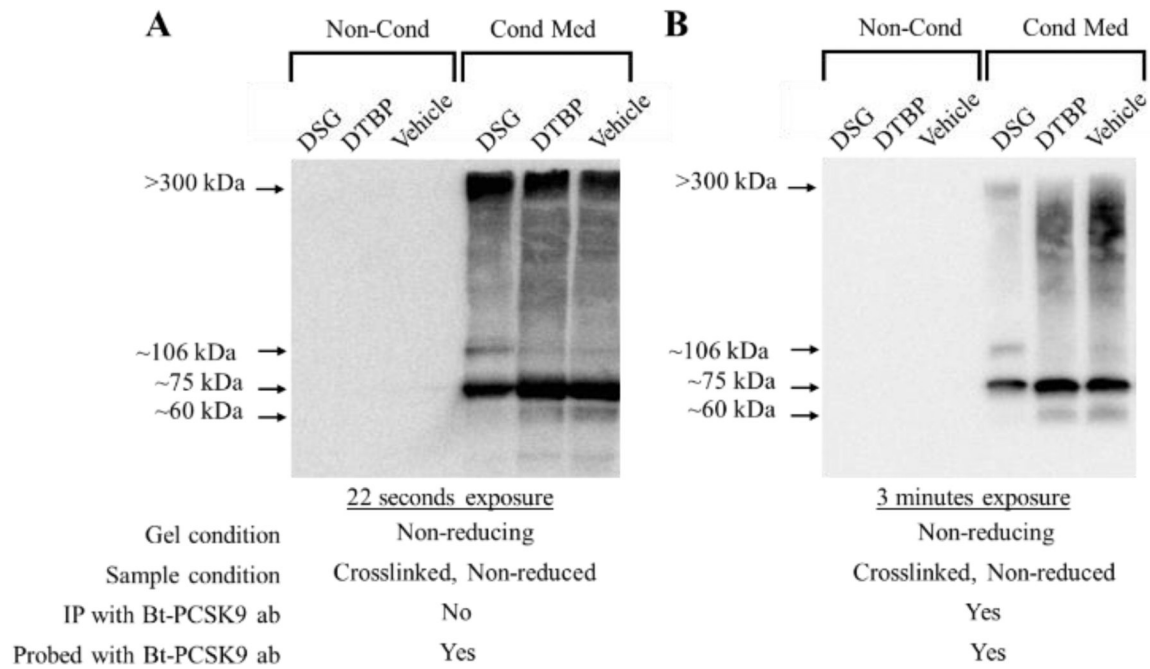 A
Non-Cond Cond Med
DSG DTBP Vehicle DSG DTBP Vehicle
>300 kDa
~106 kDa
~75 kDa
~60 kDa
22 seconds exposure
B
Non-Cond Cond Med
DSG DTBP Vehicle DSG DTBP Vehicle
>300 kDa
~106 kDa
~75 kDa
~60 kDa
3 minutes exposure
Gel condition Non-reducing Non-reducing
Sample condition Crosslinked, Non-reduced Crosslinked, Non-reduced
IP with Bt-PCSK9 ab No Yes
Probed with Bt-PCSK9 ab Yes Yes